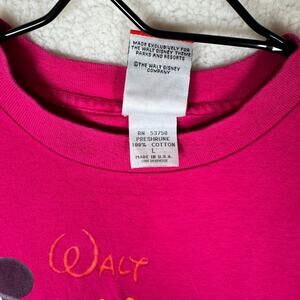 MADE EXCLUSIVELY FOR
THE WALT DISNEY THEME
PARKS AND RESORTS
©THE WALT DISNEY
COMPANY
RN 53750
PRESHRUNK
100% COTTON
L
MADE IN U.S.A.
WALT